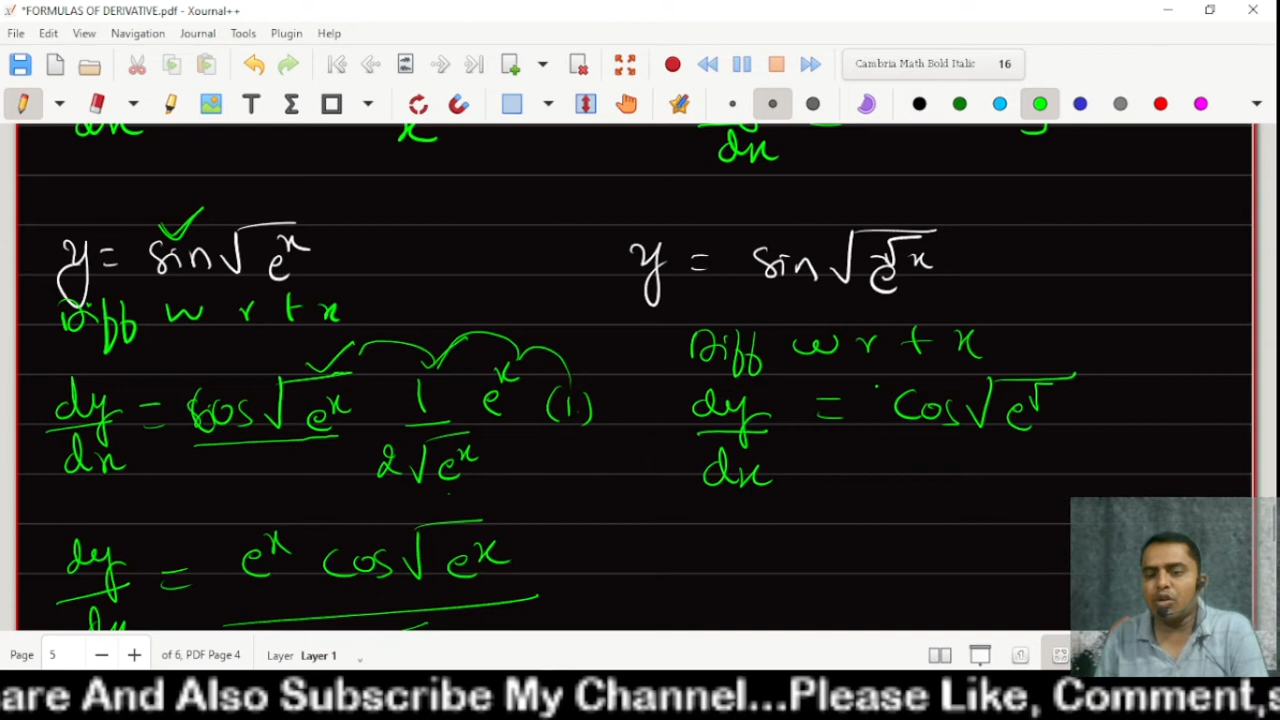 *FORMULAS OF DERIVATIVE.pdf - Xournal++
File Edit View Navigation Journal Tools Plugin Help
Cambria Math Bold Italic 16
dx x dx y
y = sin√e^x
Diff w r t x
dy/dx = cos√e^x 1/2√e^x e^x (1.)
dy/dx = e^x cos√e^x
y = sin√e^√x
Diff w r t x
dy/dx = cos√e^√
Page 5 of 6, PDF Page 4 Layer Layer 1
are And Also Subscribe My Channel...Please Like, Comment,s